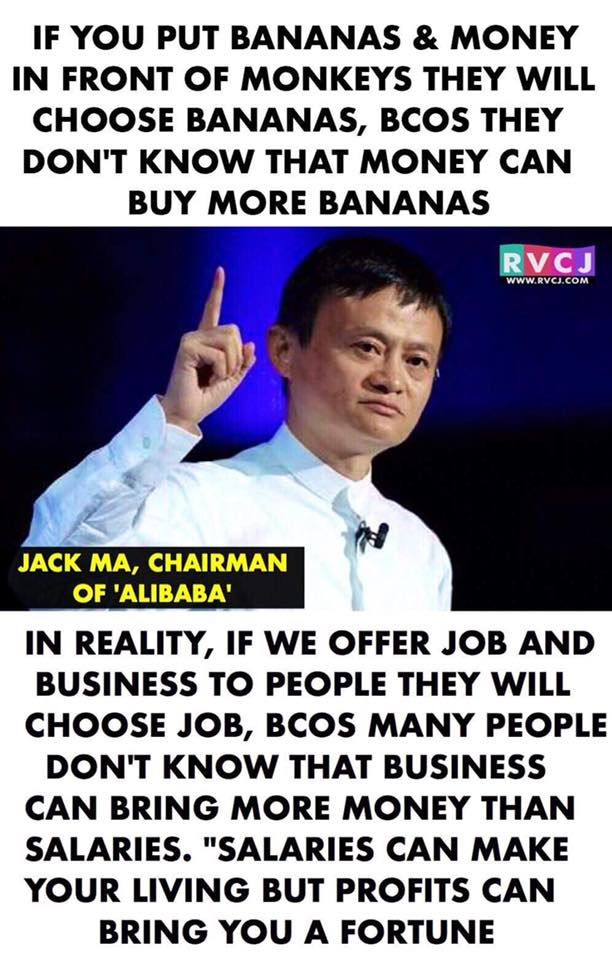 IF YOU PUT BANANAS & MONEY
IN FRONT OF MONKEYS THEY WILL
CHOOSE BANANAS, BCOS THEY
DON'T KNOW THAT MONEY CAN
BUY MORE BANANAS
RVCJ
WWW.RVCJ.COM
JACK MA, CHAIRMAN
OF 'ALIBABA'
IN REALITY, IF WE OFFER JOB AND
BUSINESS TO PEOPLE THEY WILL
CHOOSE JOB, BCOS MANY PEOPLE
DON'T KNOW THAT BUSINESS
CAN BRING MORE MONEY THAN
SALARIES. "SALARIES CAN MAKE
YOUR LIVING BUT PROFITS CAN
BRING YOU A FORTUNE